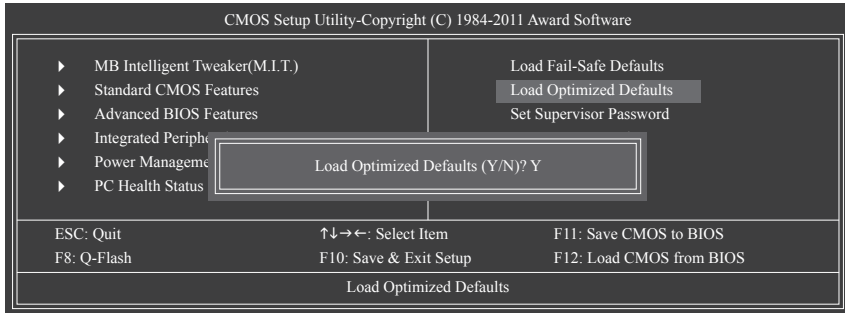 CMOS Setup Utility-Copyright (C) 1984-2011 Award Software
MB Intelligent Tweaker(M.I.T.)
Standard CMOS Features
Advanced BIOS Features
Integrated
Power
PC Health Status
Load Fail-Safe Defaults
Load Optimized Defaults
Set Supervisor Password
Load Optimized Defaults (Y/N)? Y
ESC: Quit
↑↓→←: Select Item
F11: Save CMOS to BIOS
F8: Q-Flash
F10: Save & Exit Setup
F12: Load CMOS from BIOS
Load Optimized Defaults